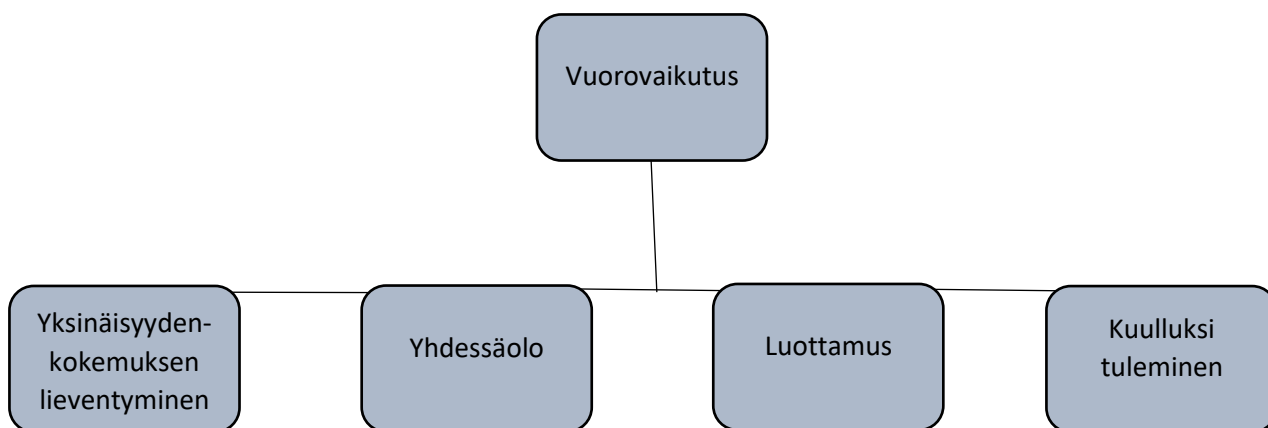 Vuorovaikutus
Yksinäisyyden-
kokemuksen
lieventyminen
Yhdessäolo
Luottamus
Kuulluksi
tuleminen